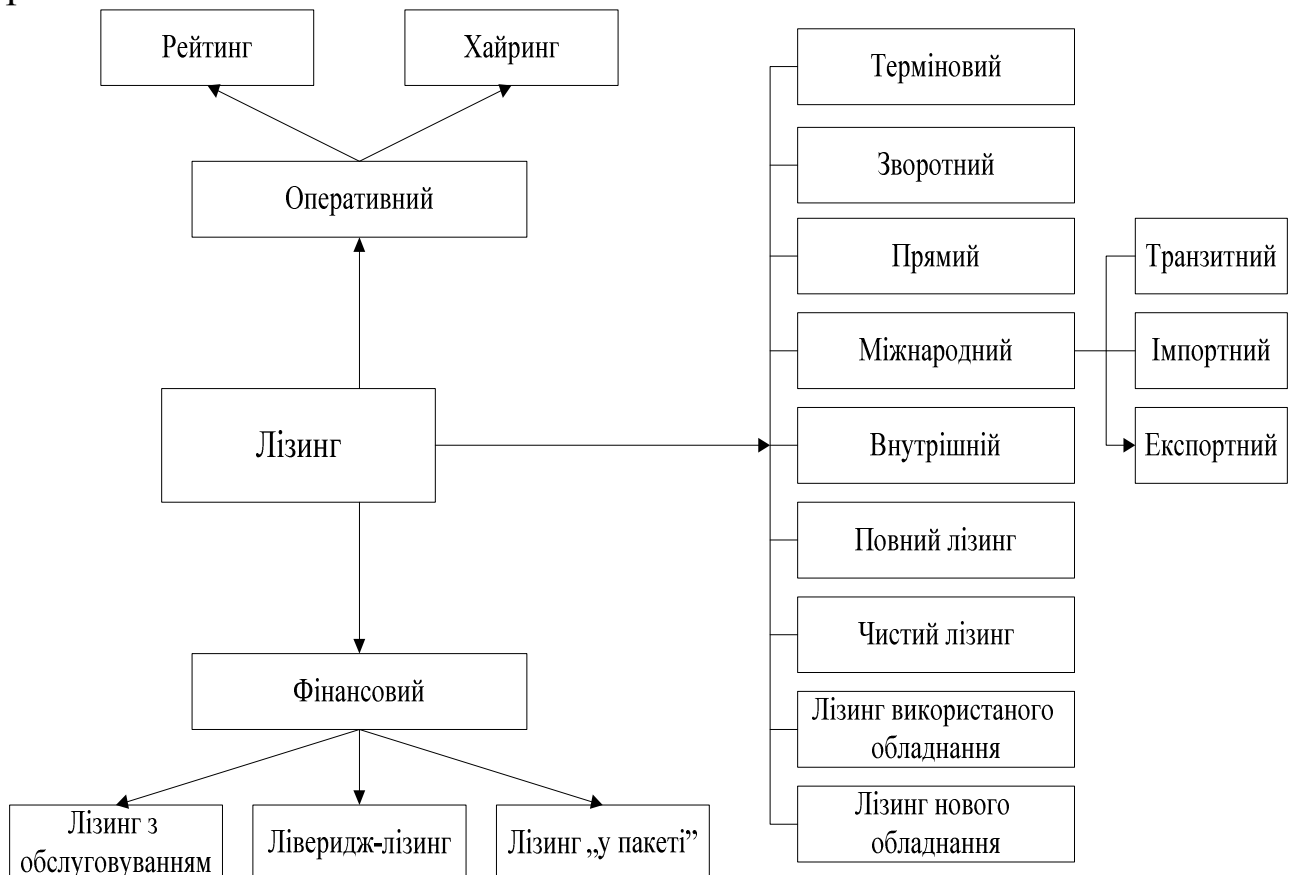 Рейтинг
Хайринг
Оперативний
Лізинг
Фінансовий
Лізинг з
обслуговуванням
Ліверидж-лізинг
Лізинг „у пакеті”
Терміновий
Зворотний
Прямий
Міжнародний
Внутрішній
Повний лізинг
Чистий лізинг
Лізинг використаного
обладнання
Лізинг нового
обладнання
Транзитний
Імпортний
Експортний